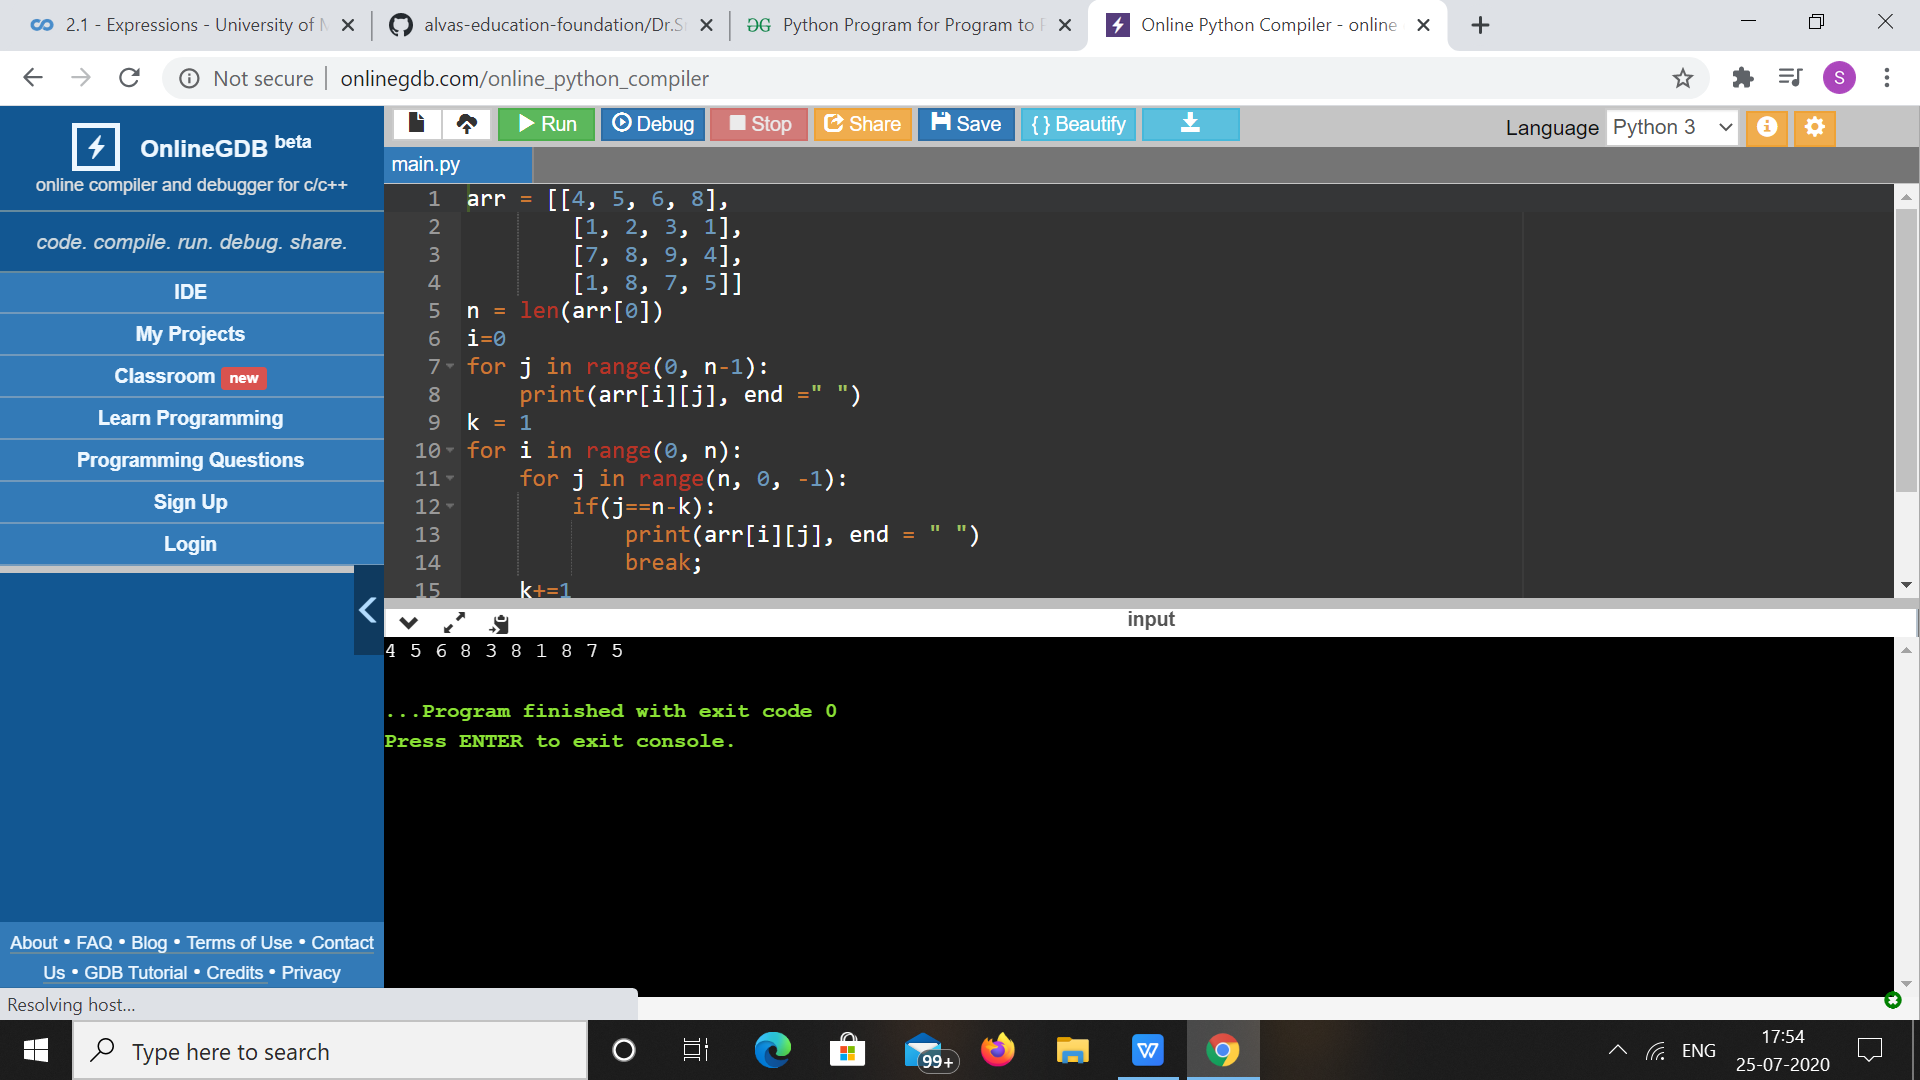 2.1 - Expressions - University of M
alvas-education-foundation/Dr.Sr
Python Program for Program to F
Online Python Compiler - online
Not secure
onlinegdb.com/online_python_compiler
S
OnlineGDB beta
online compiler and debugger for c/c++
code. compile. run. debug. share.
IDE
My Projects
Classroom new
Learn Programming
Programming Questions
Sign Up
Login
About • FAQ • Blog • Terms of Use • Contact
Us • GDB Tutorial • Credits • Privacy
Resolving host...
Run Debug Stop Share Save {} Beautify
Language Python 3
main.py
1 arr = [[4, 5, 6, 8],
2 [1, 2, 3, 1],
3 [7, 8, 9, 4],
4 [1, 8, 7, 5]]
5 n = len(arr[0])
6 i=0
7 for j in range(0, n-1):
8 print(arr[i][j], end =" ")
9 k = 1
10 for i in range(0, n):
11 for j in range(n, 0, -1):
12 if(j==n-k):
13 print(arr[i][j], end = " ")
14 break;
15 k+=1
input
4 5 6 8 3 8 1 8 7 5
...Program finished with exit code 0
Press ENTER to exit console.
Type here to search
99+
ENG
17:54
25-07-2020